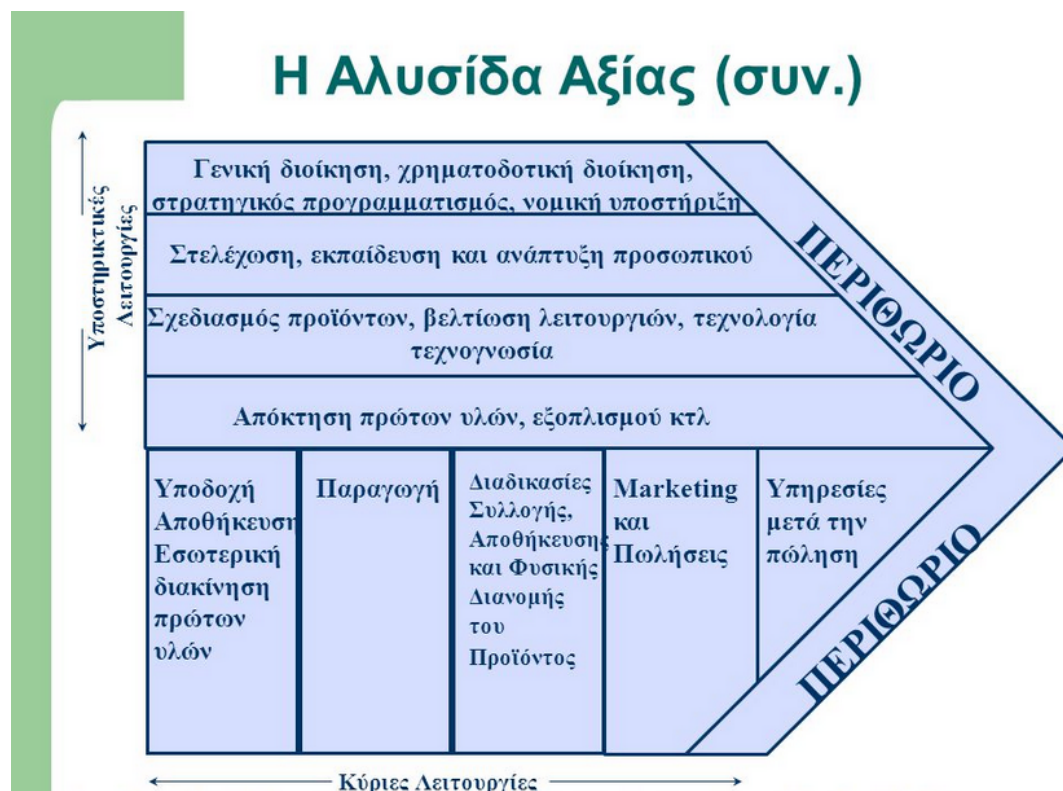 Η Αλυσίδα Αξίας (συν.)
Υποστηρικτικές
Λειτουργίες
Γενική διοίκηση, χρηματοδοτική διοίκηση,
στρατηγικός προγραμματισμός, νομική υποστήριξη
Στελέχωση, εκπαίδευση και ανάπτυξη προσωπικού
Σχεδιασμός προϊόντων, βελτίωση λειτουργιών, τεχνολογία
τεχνογνωσία
Απόκτηση πρώτων υλών, εξοπλισμού κτλ
ΠΕΡΙΘΩΡΙΟ
Υποδοχή
Αποθήκευση
Εσωτερική
διακίνηση
πρώτων
υλών
Παραγωγή
Διαδικασίες
Συλλογής,
Αποθήκευσης
και Φυσικής
Διανομής
του
Προϊόντος
Marketing
και
Πωλήσεις
Υπηρεσίες
μετά την
πώληση
ΠΕΡΙΘΩΡΙΟ
Κύριες Λειτουργίες